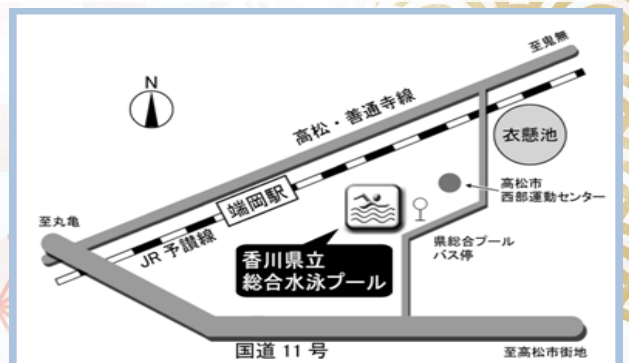 至鬼無
N
高松・善通寺線
衣懸池
端岡駅
高松市
西部運動センター
至丸亀
JR予讃線
県総合プール
バス停
香川県立
総合水泳プール
国道11号
至高松市街地